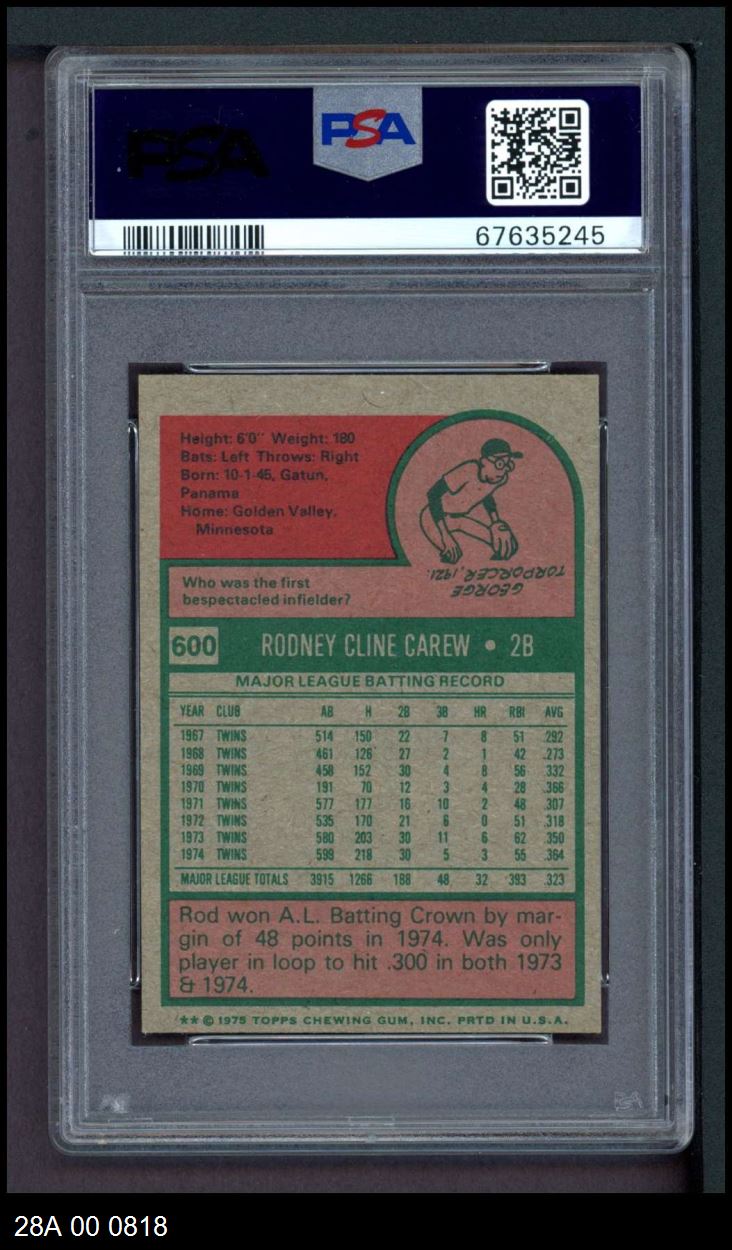 PSA
PSA
67635245
Height: 6'0" Weight: 180
Bats: Left Throws: Right
Born: 10-1-45, Gatun,
Panama
Home: Golden Valley,
Minnesota
GEORGE
TORPORCER, 1921.
Who was the first
bespectacled infielder?
600 RODNEY CLINE CAREW • 2B
MAJOR LEAGUE BATTING RECORD
YEAR CLUB AB H 2B 3B HR RBI AVG
1967 TWINS 514 150 22 7 8 51 .292
1968 TWINS 461 126 27 2 1 42 .273
1969 TWINS 458 152 30 4 8 56 .332
1970 TWINS 191 70 12 3 4 28 .366
1971 TWINS 577 177 16 10 2 48 .307
1972 TWINS 535 170 21 6 0 51 .318
1973 TWINS 580 203 30 11 6 62 .350
1974 TWINS 599 218 30 5 3 55 .364
MAJOR LEAGUE TOTALS 3915 1266 188 48 32 393 .323
Rod won A.L. Batting Crown by mar-
gin of 48 points in 1974. Was only
player in loop to hit .300 in both 1973
& 1974.
** © 1975 TOPPS CHEWING GUM, INC. PRTD IN U.S.A.
PSA
28A 00 0818